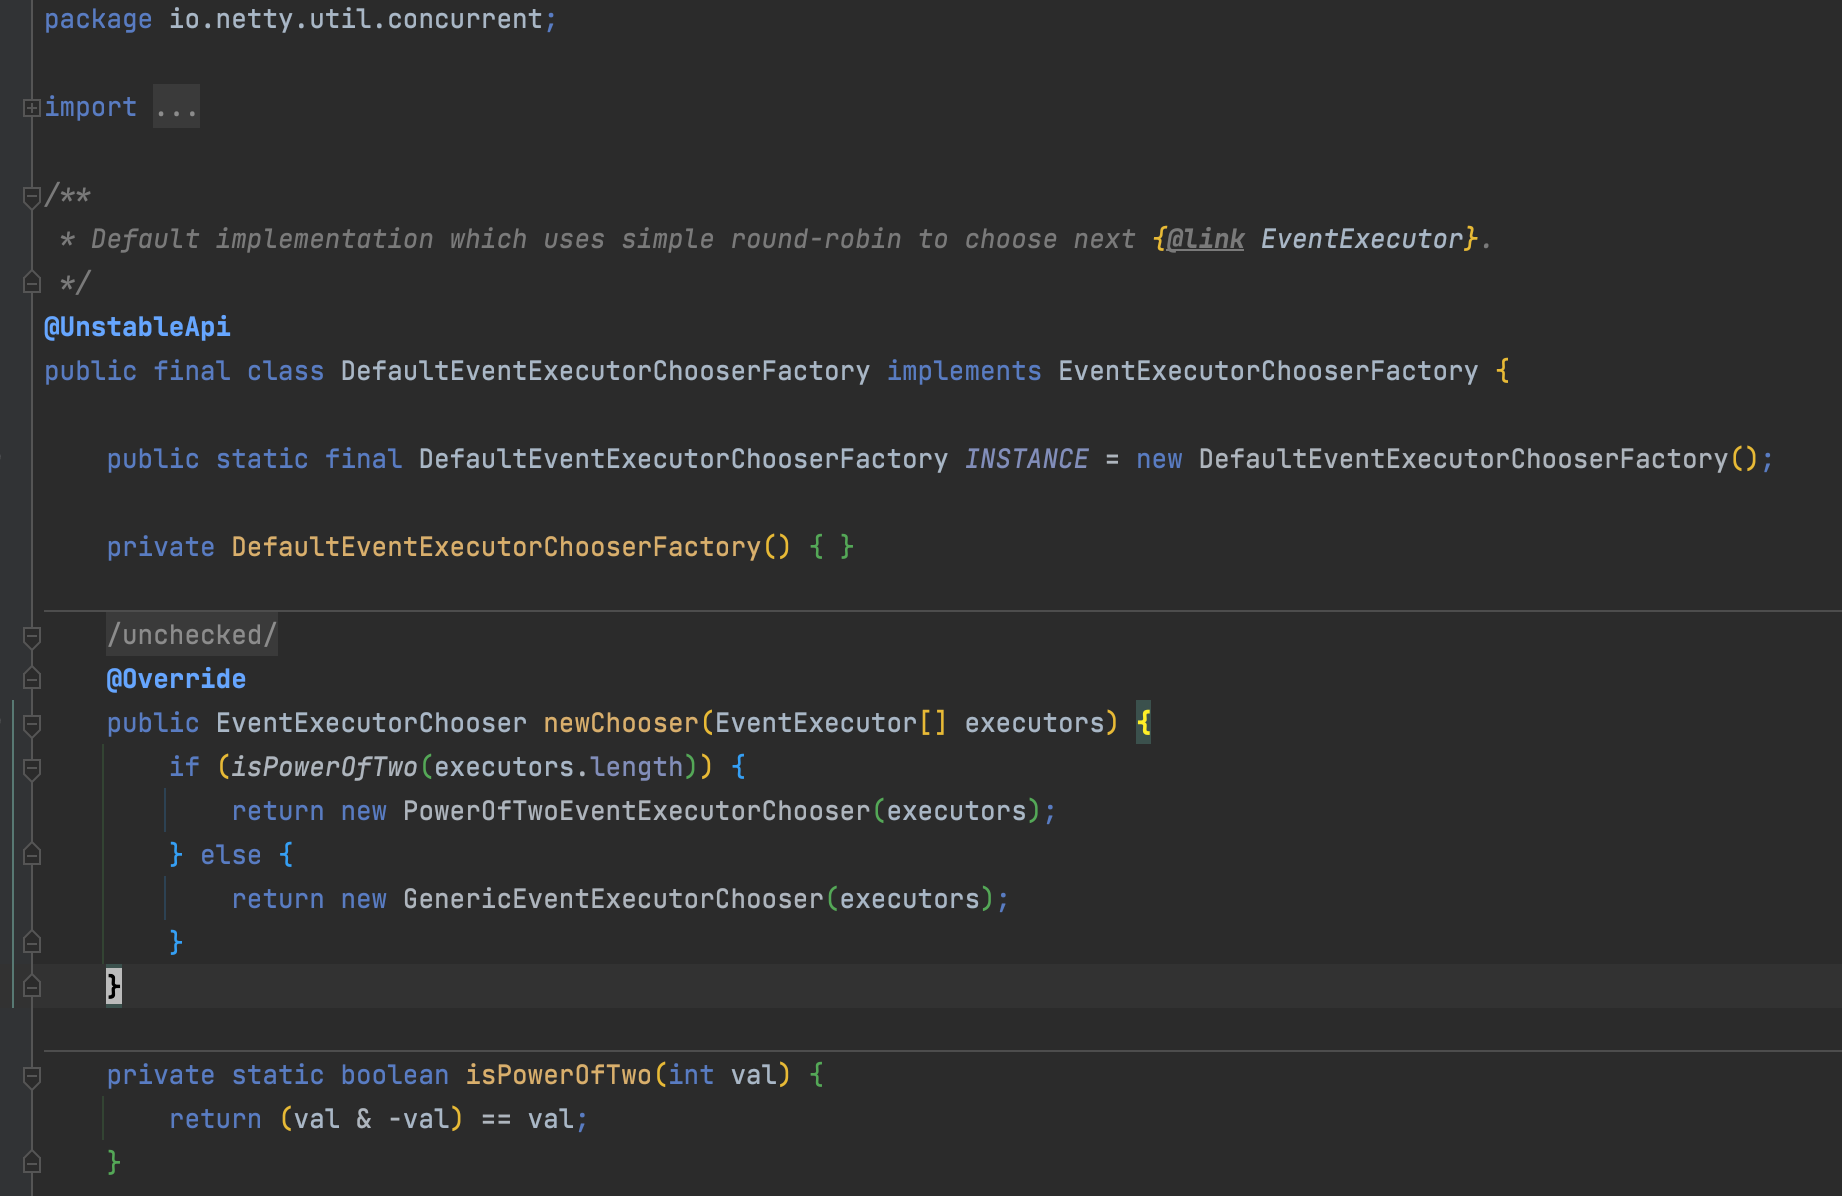 package io.netty.util.concurrent;
import ...
/**
 * Default implementation which uses simple round-robin to choose next {@link EventExecutor}.
 */
@UnstableApi
public final class DefaultEventExecutorChooserFactory implements EventExecutorChooserFactory {
    public static final DefaultEventExecutorChooserFactory INSTANCE = new DefaultEventExecutorChooserFactory();
    private DefaultEventExecutorChooserFactory() { }
    /unchecked/
    @Override
    public EventExecutorChooser newChooser(EventExecutor[] executors) {
        if (isPowerOfTwo(executors.length)) {
            return new PowerOfTwoEventExecutorChooser(executors);
        } else {
            return new GenericEventExecutorChooser(executors);
        }
    }
    private static boolean isPowerOfTwo(int val) {
        return (val & -val) == val;
    }